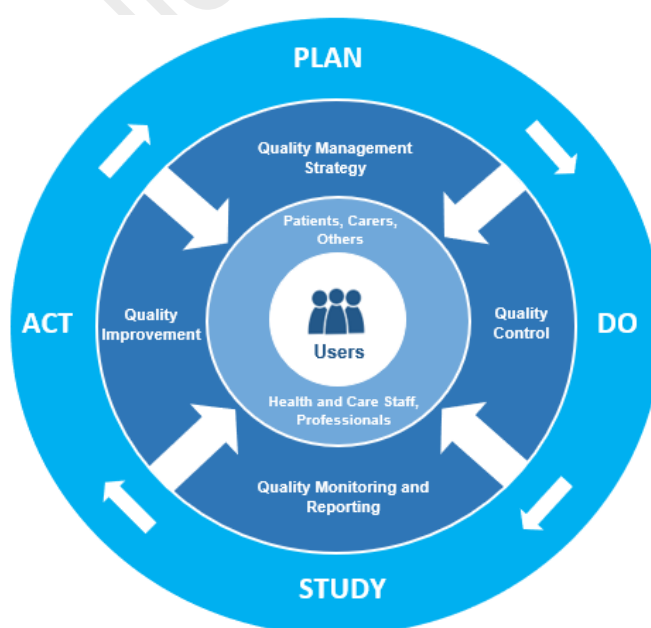 PLAN
Quality Management
Strategy
Patients, Carers,
Others
ACT
Quality
Improvement
Users
Quality
Control
DO
Health and Care Staff,
Professionals
Quality Monitoring and
Reporting
STUDY